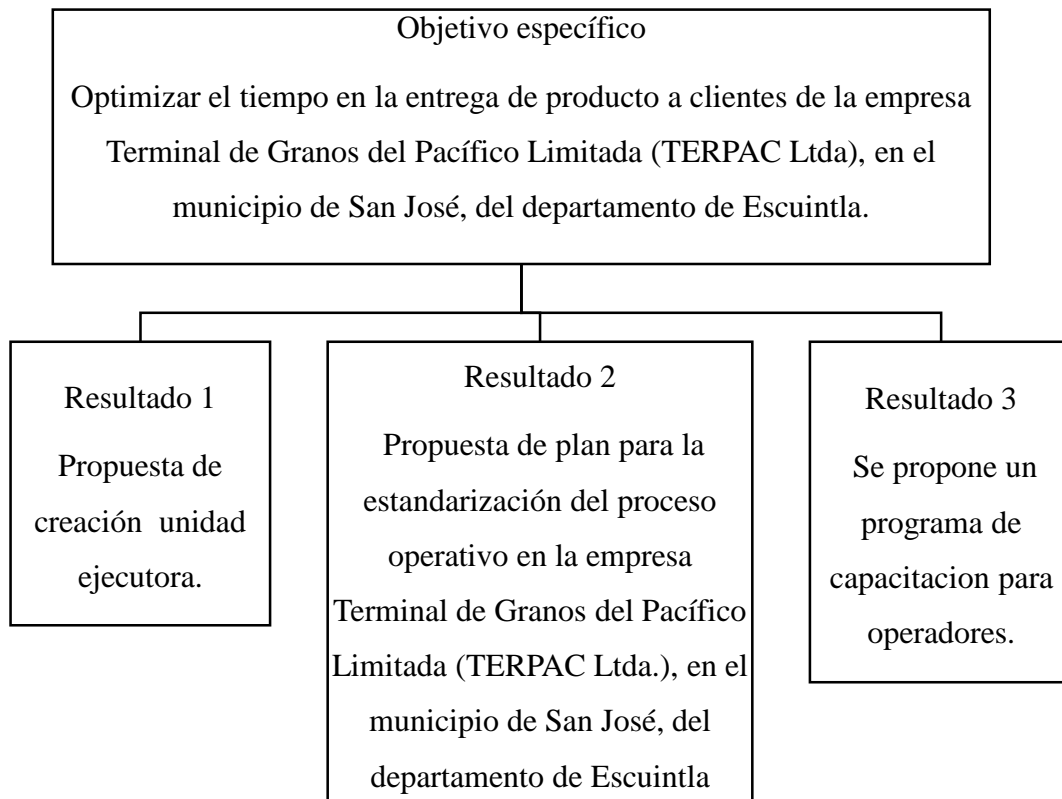 Objetivo específico
Optimizar el tiempo en la entrega de producto a clientes de la empresa
Terminal de Granos del Pacífico Limitada (TERPAC Ltda), en el
municipio de San José, del departamento de Escuintla.
Resultado 1
Propuesta de
creación unidad
ejecutora.
Resultado 2
Propuesta de plan para la
estandarización del proceso
operativo en la empresa
Terminal de Granos del Pacífico
Limitada (TERPAC Ltda.), en el
municipio de San José, del
departamento de Escuintla
Resultado 3
Se propone un
programa de
capacitacion para
operadores.